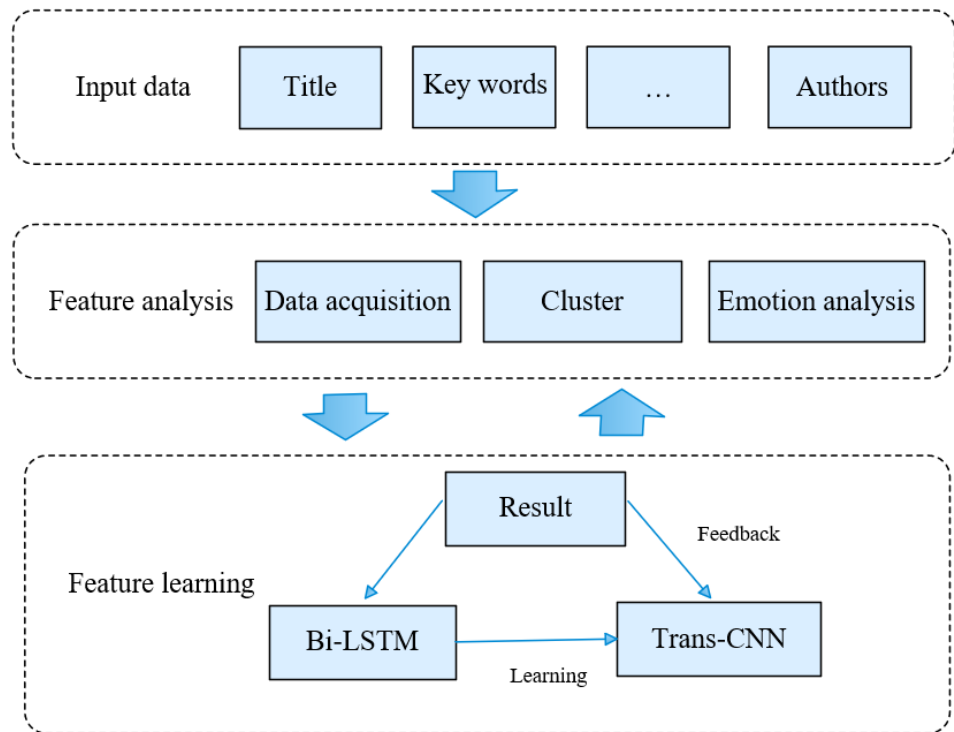 Input data
Title
Key words
…
Authors
Feature analysis
Data acquisition
Cluster
Emotion analysis
Result
Feedback
Feature learning
Bi-LSTM
Trans-CNN
Learning